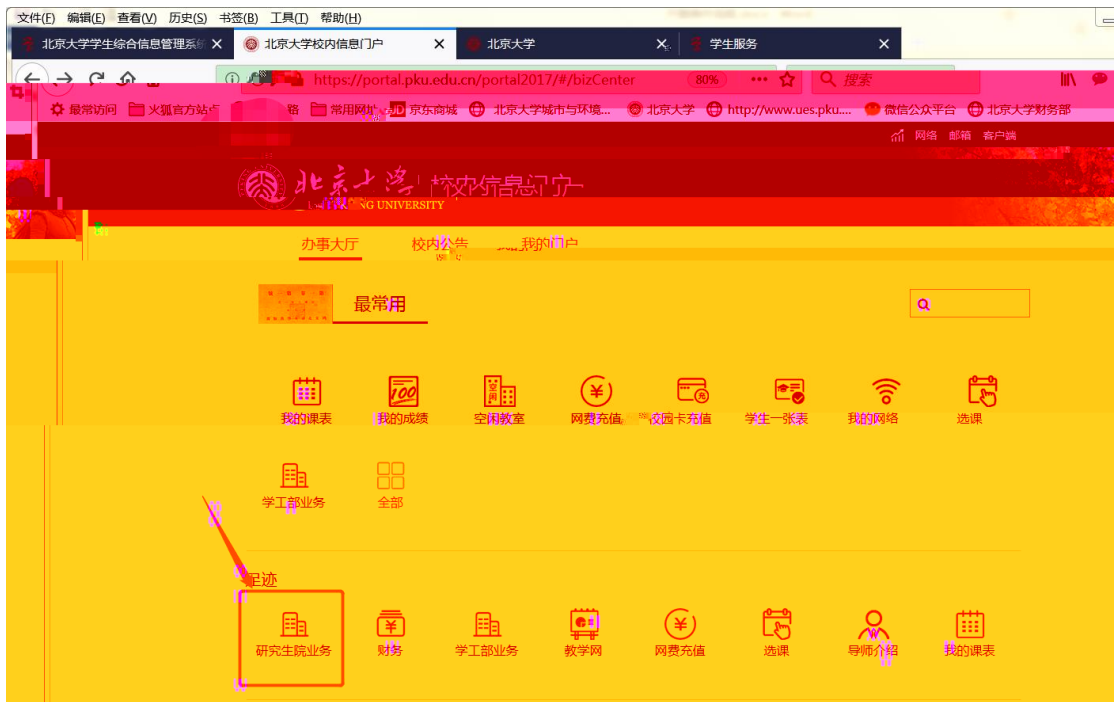 文件(F) 编辑(E) 查看(V) 历史(S) 书签(B) 工具(T) 帮助(H)
北京大学学生综合信息管理系统 × 北京大学校内信息门户 × 北京大学 × 学生服务 ×
https://portal.pku.edu.cn/portal2017/#/bizCenter 80% 搜索
最常访问 火狐官方站点 常用网址 JD 京东商城 北京大学城市与环境... 北京大学 http://www.ues.pku.... 微信公众平台 北京大学财务部
网络 邮箱 客户端
北京大学 校内信息门户
NG UNIVERSITY
办事大厅 校内公告 我的门户
最常用
我的课表 我的成绩 空闲教室 网费充值 校园卡充值 学生一张表 我的网络 选课
学工部业务 全部
足迹
研究生院业务 财务 学工部业务 教学网 网费充值 选课 导师介绍 我的课表